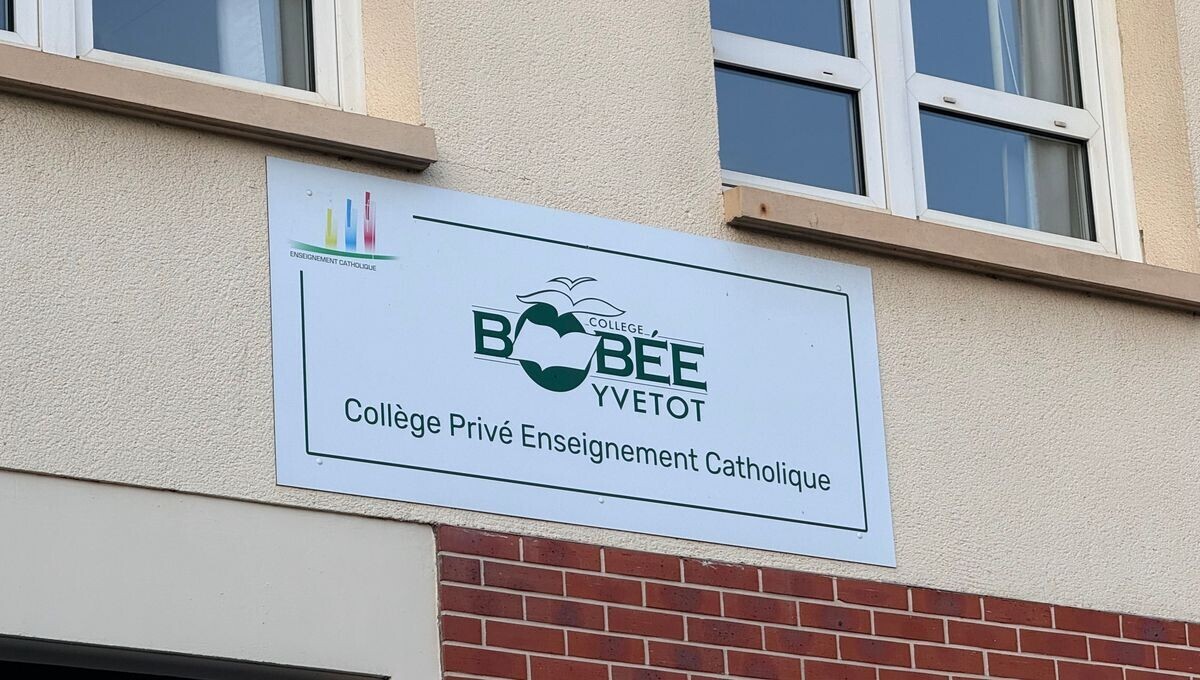 ENSEIGNEMENT CATHOLIQUE
COLLEGE
BOBÉE
YVETOT
Collège Privé Enseignement Catholique